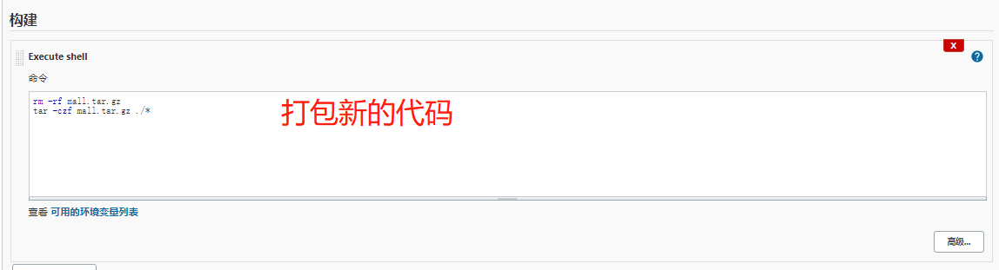 构建
Execute shell
X
命令
rm -rf mall.tar.gz
tar -czf mall.tar.gz ./*
打包新的代码
查看 可用的环境变量列表
高级...